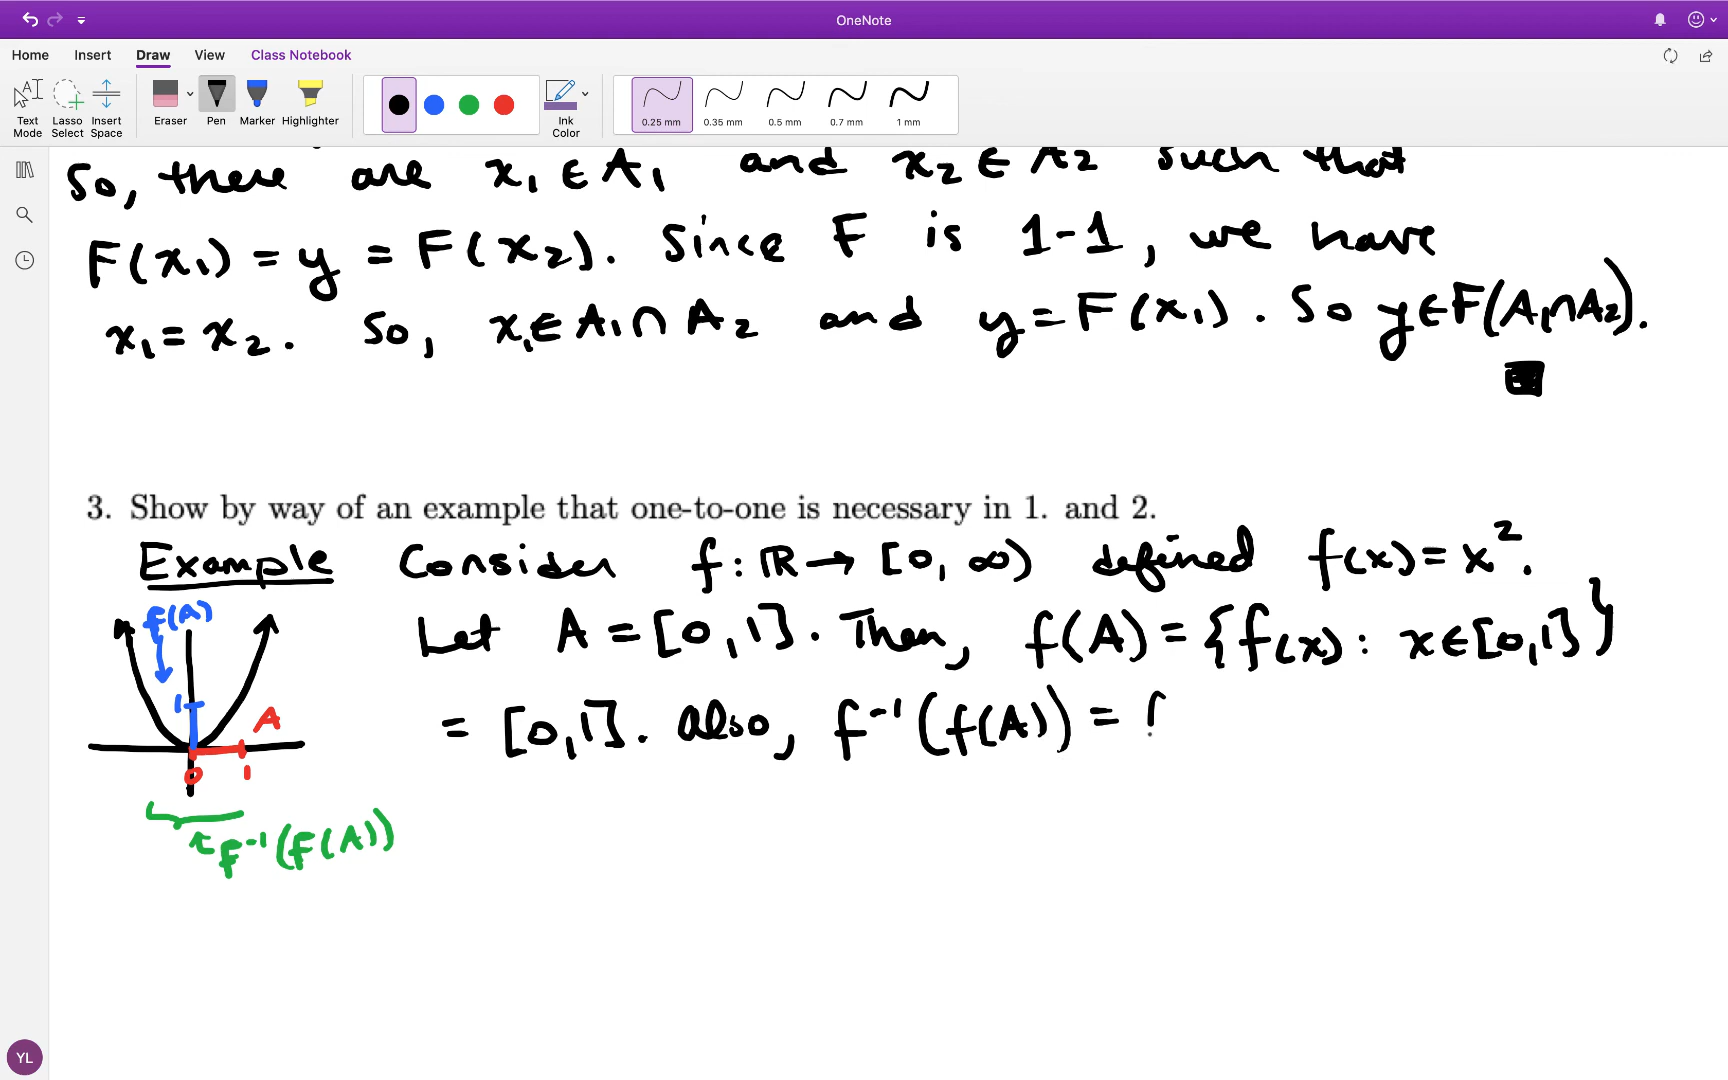 OneNote
Home Insert Draw View Class Notebook
Text Mode Lasso Select Insert Space Eraser Pen Marker Highlighter Ink Color 0.25 mm 0.35 mm 0.5 mm 0.7 mm 1 mm
So, there are x₁ ∈ A₁ and x₂ ∈ A₂ such that
F(x₁) = y = F(x₂). Since F is 1-1, we have
x₁ = x₂. So, x₁ ∈ A₁ ∩ A₂ and y = F(x₁). So y ∈ F(A₁ ∩ A₂).
3. Show by way of an example that one-to-one is necessary in 1. and 2.
Example Consider f : ℝ → [0, ∞) defined f(x) = x².
Let A = [0,1]. Then, f(A) = {f(x) : x ∈ [0,1]}
= [0,1]. also, f⁻¹(f(A)) =
f(A)
1
A
0 1
f⁻¹(f(A))
YL